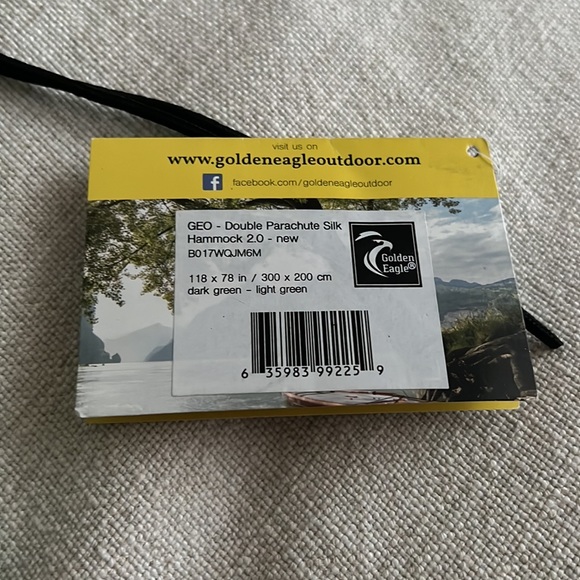 visit us on
www.goldeneagleoutdoor.com
f facebook.com/goldeneagleoutdoor
GEO - Double Parachute Silk
Hammock 2.0 - new
B017WQJM6M
118 x 78 in / 300 x 200 cm
dark green - light green
Golden
Eagle®
6 35983 99225 9